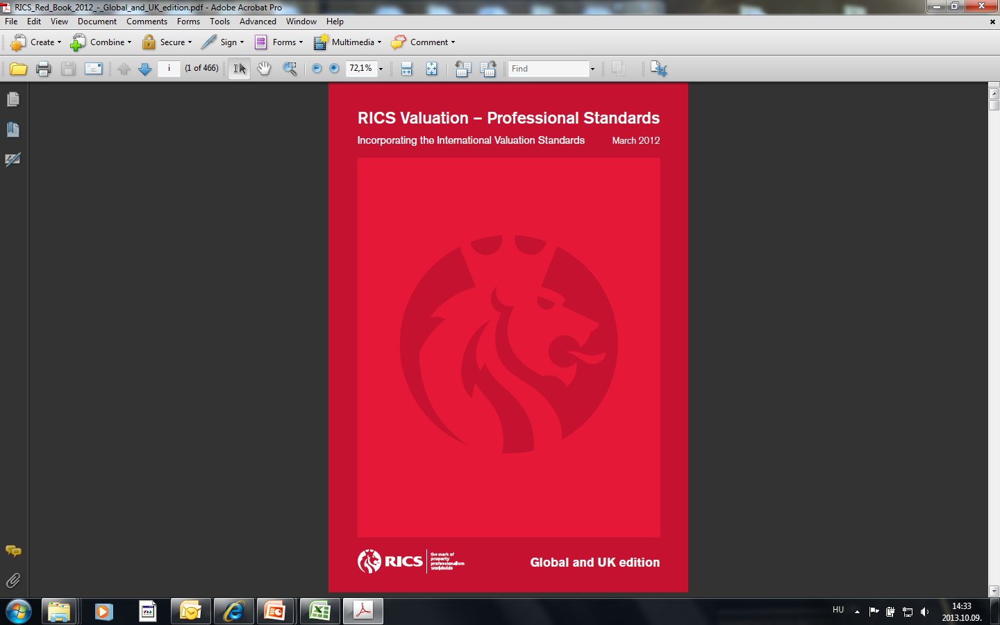 RICS_Red_Book_2012_-_Global_and_UK_edition.pdf - Adobe Acrobat Pro
File Edit View Document Comments Forms Tools Advanced Window Help
Create Combine Secure Sign Forms Multimedia Comment
i (1 of 466) 72,1% Find
RICS Valuation – Professional Standards
Incorporating the International Valuation Standards March 2012
RICS
the mark of
property
professionalism
worldwide
Global and UK edition
HU
14:33
2013.10.09.